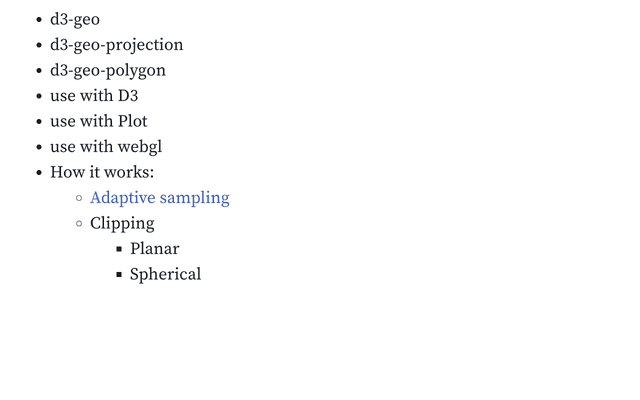 d3-geo
d3-geo-projection
d3-geo-polygon
use with D3
use with Plot
use with webgl
How it works:
Adaptive sampling
Clipping
Planar
Spherical